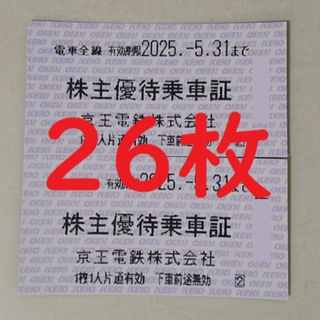 電車全線 有効期限2025.-5.31まで
株主優待乗車証
京王電鉄株式会社
26枚
株主優待乗車証
京王電鉄株式会社
1枚1人片道有効 下車前途無効 ②